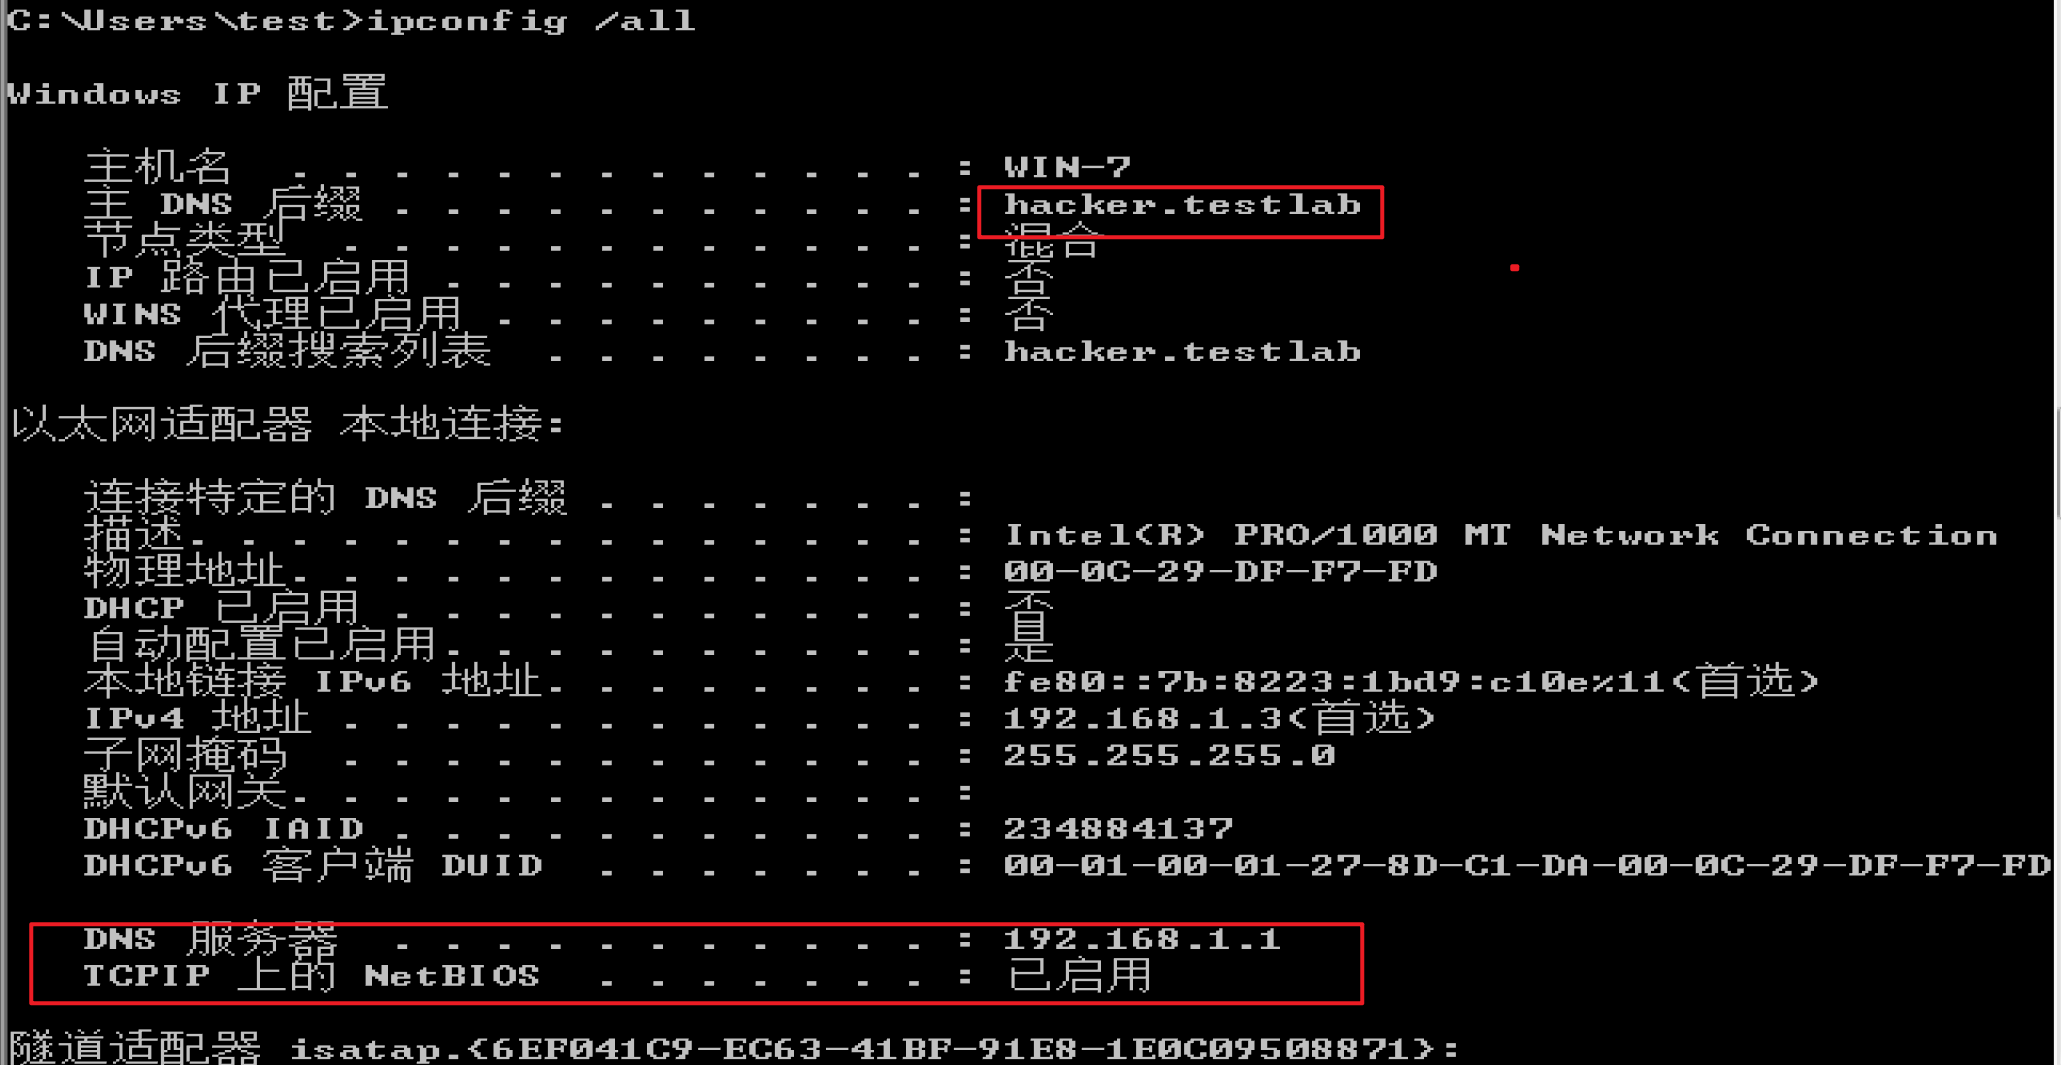 C:\Users\test>ipconfig /all
Windows IP 配置
主机名 . . . . . . . . . . . . . : WIN-7
主 DNS 后缀 . . . . . . . . . . . : hacker.testlab
节点类型 . . . . . . . . . . . . : 混合
IP 路由已启用 . . . . . . . . . . : 否
WINS 代理已启用 . . . . . . . . . : 否
DNS 后缀搜索列表 . . . . . . . . : hacker.testlab
以太网适配器 本地连接:
连接特定的 DNS 后缀 . . . . . . . :
描述. . . . . . . . . . . . . . . : Intel(R) PRO/1000 MT Network Connection
物理地址. . . . . . . . . . . . . : 00-0C-29-DF-F7-FD
DHCP 已启用 . . . . . . . . . . . : 否
自动配置已启用. . . . . . . . . . : 是
本地链接 IPv6 地址. . . . . . . . : fe80::7b:8223:1bd9:c10e%11(首选)
IPv4 地址 . . . . . . . . . . . . : 192.168.1.3(首选)
子网掩码 . . . . . . . . . . . . : 255.255.255.0
默认网关. . . . . . . . . . . . . :
DHCPv6 IAID . . . . . . . . . . . : 234884137
DHCPv6 客户端 DUID . . . . . . . : 00-01-00-01-27-8D-C1-DA-00-0C-29-DF-F7-FD
DNS 服务器 . . . . . . . . . . . : 192.168.1.1
TCPIP 上的 NetBIOS . . . . . . . : 已启用
隧道适配器 isatap.{6EF041C9-EC63-41BF-91E8-1E0C09508871}: